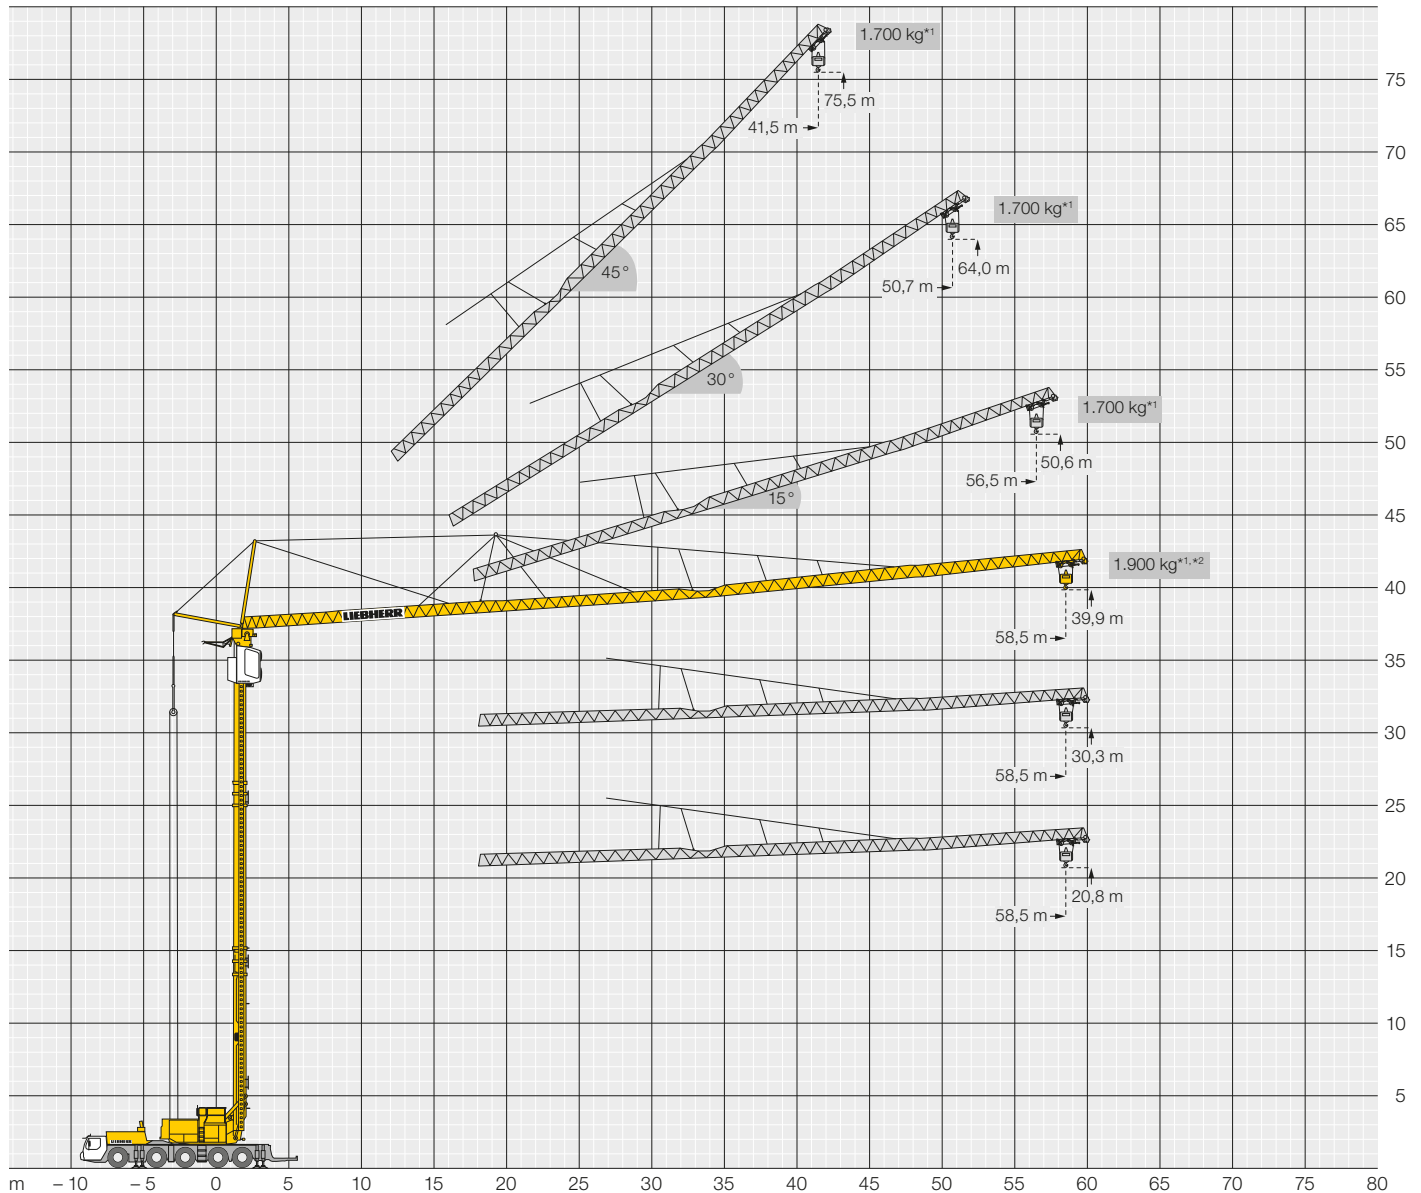 1.700 kg*1
75
75,5 m
41,5 m
70
1.700 kg*1
65
45°
64,0 m
50,7 m
60
30°
55
1.700 kg*1
50
50,6 m
56,5 m
15°
45
1.900 kg*1,*2
40
LIEBHERR
39,9 m
58,5 m
35
30
30,3 m
58,5 m
25
20
20,8 m
58,5 m
15
10
5
LIEBHERR
m – 10 – 5 0 5 10 15 20 25 30 35 40 45 50 55 60 65 70 75 80